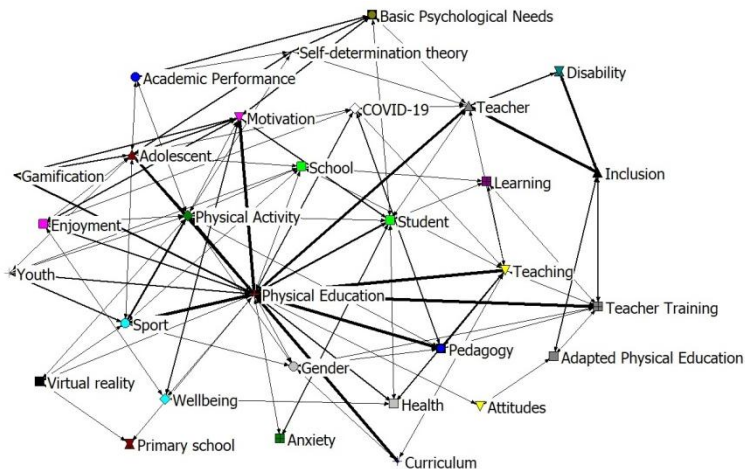 Basic Psychological Needs
Self-determination theory
Academic Performance
Disability
COVID-19
Teacher
Motivation
Adolescent
School
Gamification
Inclusion
Learning
Enjoyment
Physical Activity
Student
Youth
Teaching
Physical Education
Teacher Training
Sport
Pedagogy
Adapted Physical Education
Gender
Virtual reality
Wellbeing
Health
Attitudes
Primary school
Anxiety
Curriculum